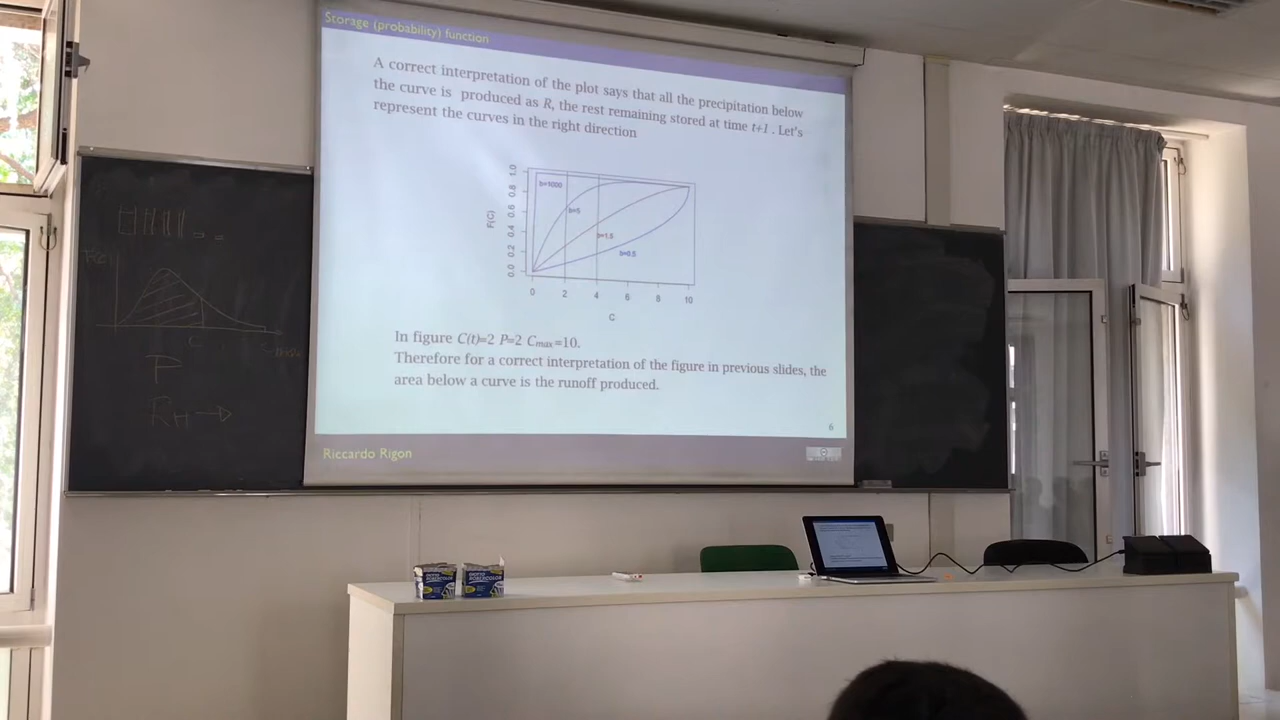 Storage (probability) function
A correct interpretation of the plot says that all the precipitation below
the curve is produced as R, the rest remaining stored at time t+1 . Let's
represent the curves in the right direction
1.0
0.8
0.6
0.4
0.2
0.0
F(C)
b=5000
b=5
b=1.5
b=0.5
0 2 4 6 8 10
C
In figure C(t)=2 P=2 Cmax=10.
Therefore for a correct interpretation of the figure in previous slides, the
area below a curve is the runoff produced.
6
Riccardo Rigon
C
P
ROBERCOLOR
ROBERCOLOR